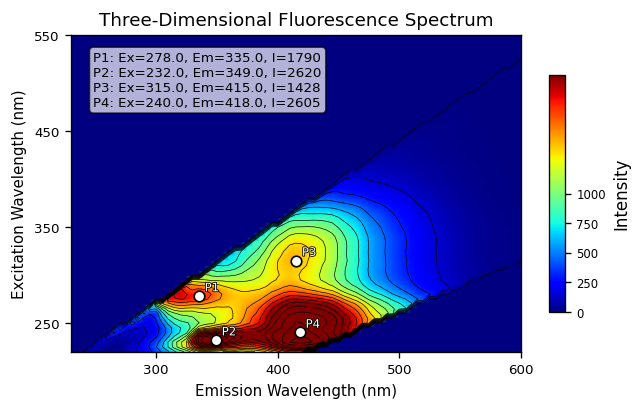 Three-Dimensional Fluorescence Spectrum
P1: Ex=278.0, Em=335.0, I=1790
P2: Ex=232.0, Em=349.0, I=2620
P3: Ex=315.0, Em=415.0, I=1428
P4: Ex=240.0, Em=418.0, I=2605
550
450
350
250
Excitation Wavelength (nm)
P3
P1
P2
P4
300
400
500
600
Emission Wavelength (nm)
1000
750
500
250
0
Intensity